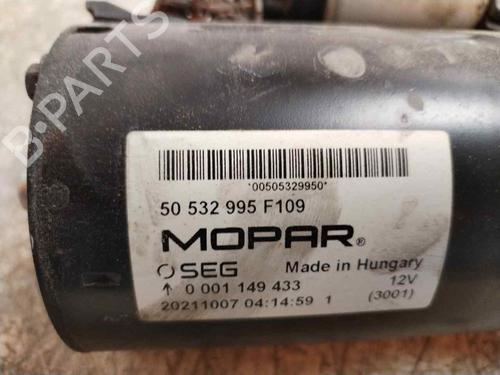 B-PARTS
*00505329950*
50 532 995 F109
MOPAR®
SEG Made in Hungary
↑ 0 001 149 433 12V
20211007 04:14:59 1 (3001)